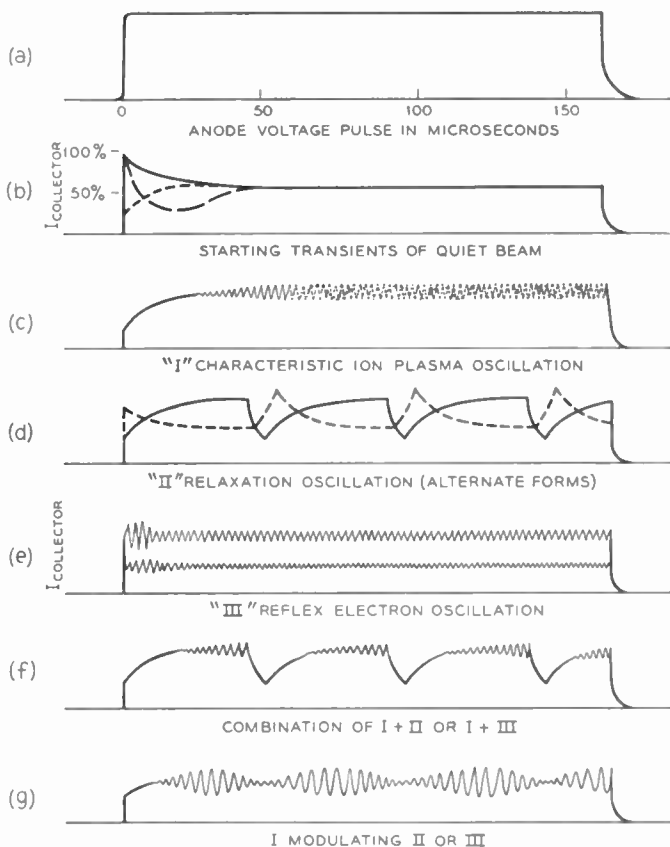 (a)
0 50 100 150
ANODE VOLTAGE PULSE IN MICROSECONDS
(b)
I COLLECTOR
100%
50%
STARTING TRANSIENTS OF QUIET BEAM
(c)
"I" CHARACTERISTIC ION PLASMA OSCILLATION
(d)
"II" RELAXATION OSCILLATION (ALTERNATE FORMS)
(e)
I COLLECTOR
"III" REFLEX ELECTRON OSCILLATION
(f)
COMBINATION OF I + II OR I + III
(g)
I MODULATING II OR III